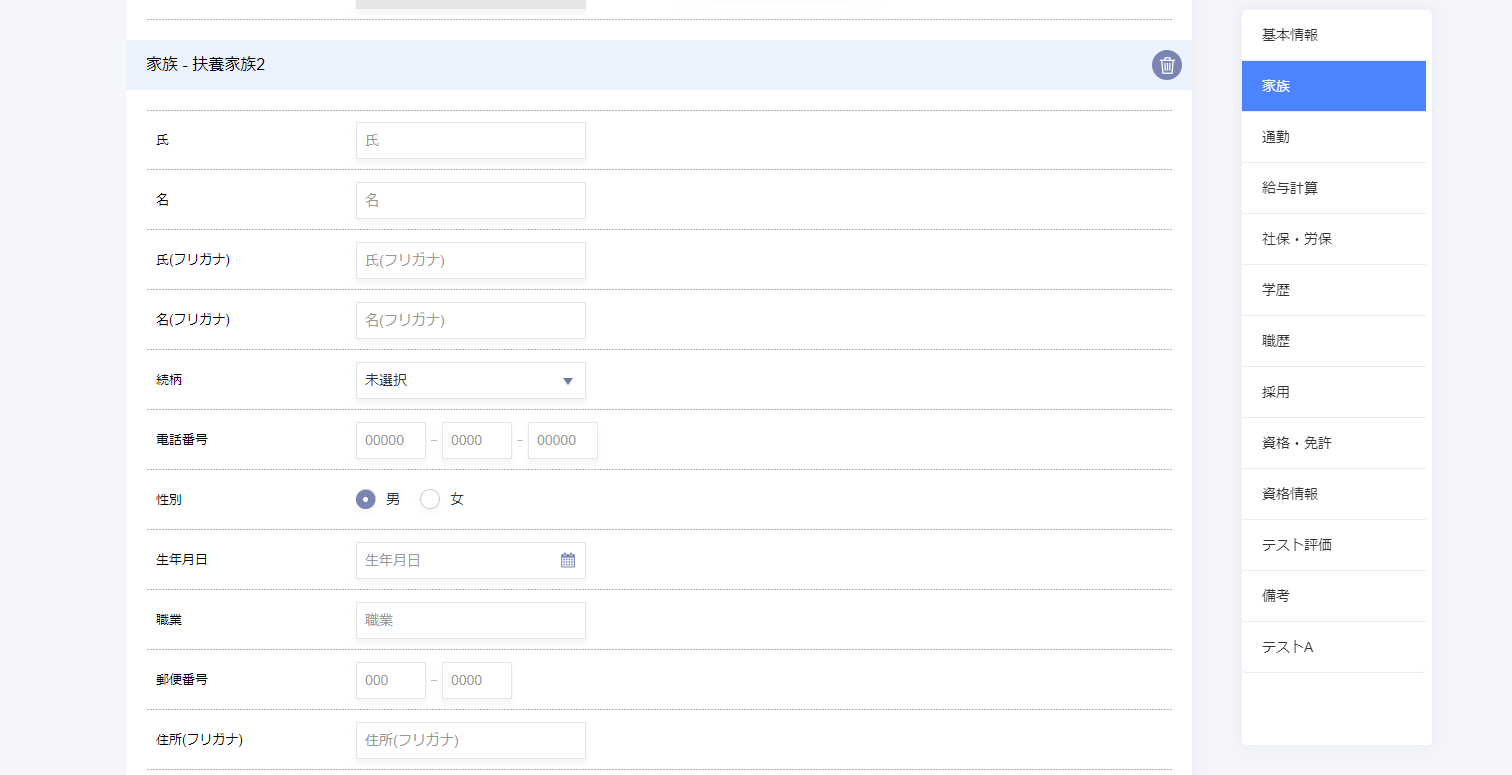 家族 - 扶養家族2
氏 氏
名 名
氏(フリガナ) 氏(フリガナ)
名(フリガナ) 名(フリガナ)
続柄 未選択
電話番号 00000 – 0000 – 00000
性別 男 女
生年月日 生年月日
職業 職業
郵便番号 000 – 0000
住所(フリガナ) 住所(フリガナ)
基本情報
家族
通勤
給与計算
社保・労保
学歴
職歴
採用
資格・免許
資格情報
テスト評価
備考
テストA